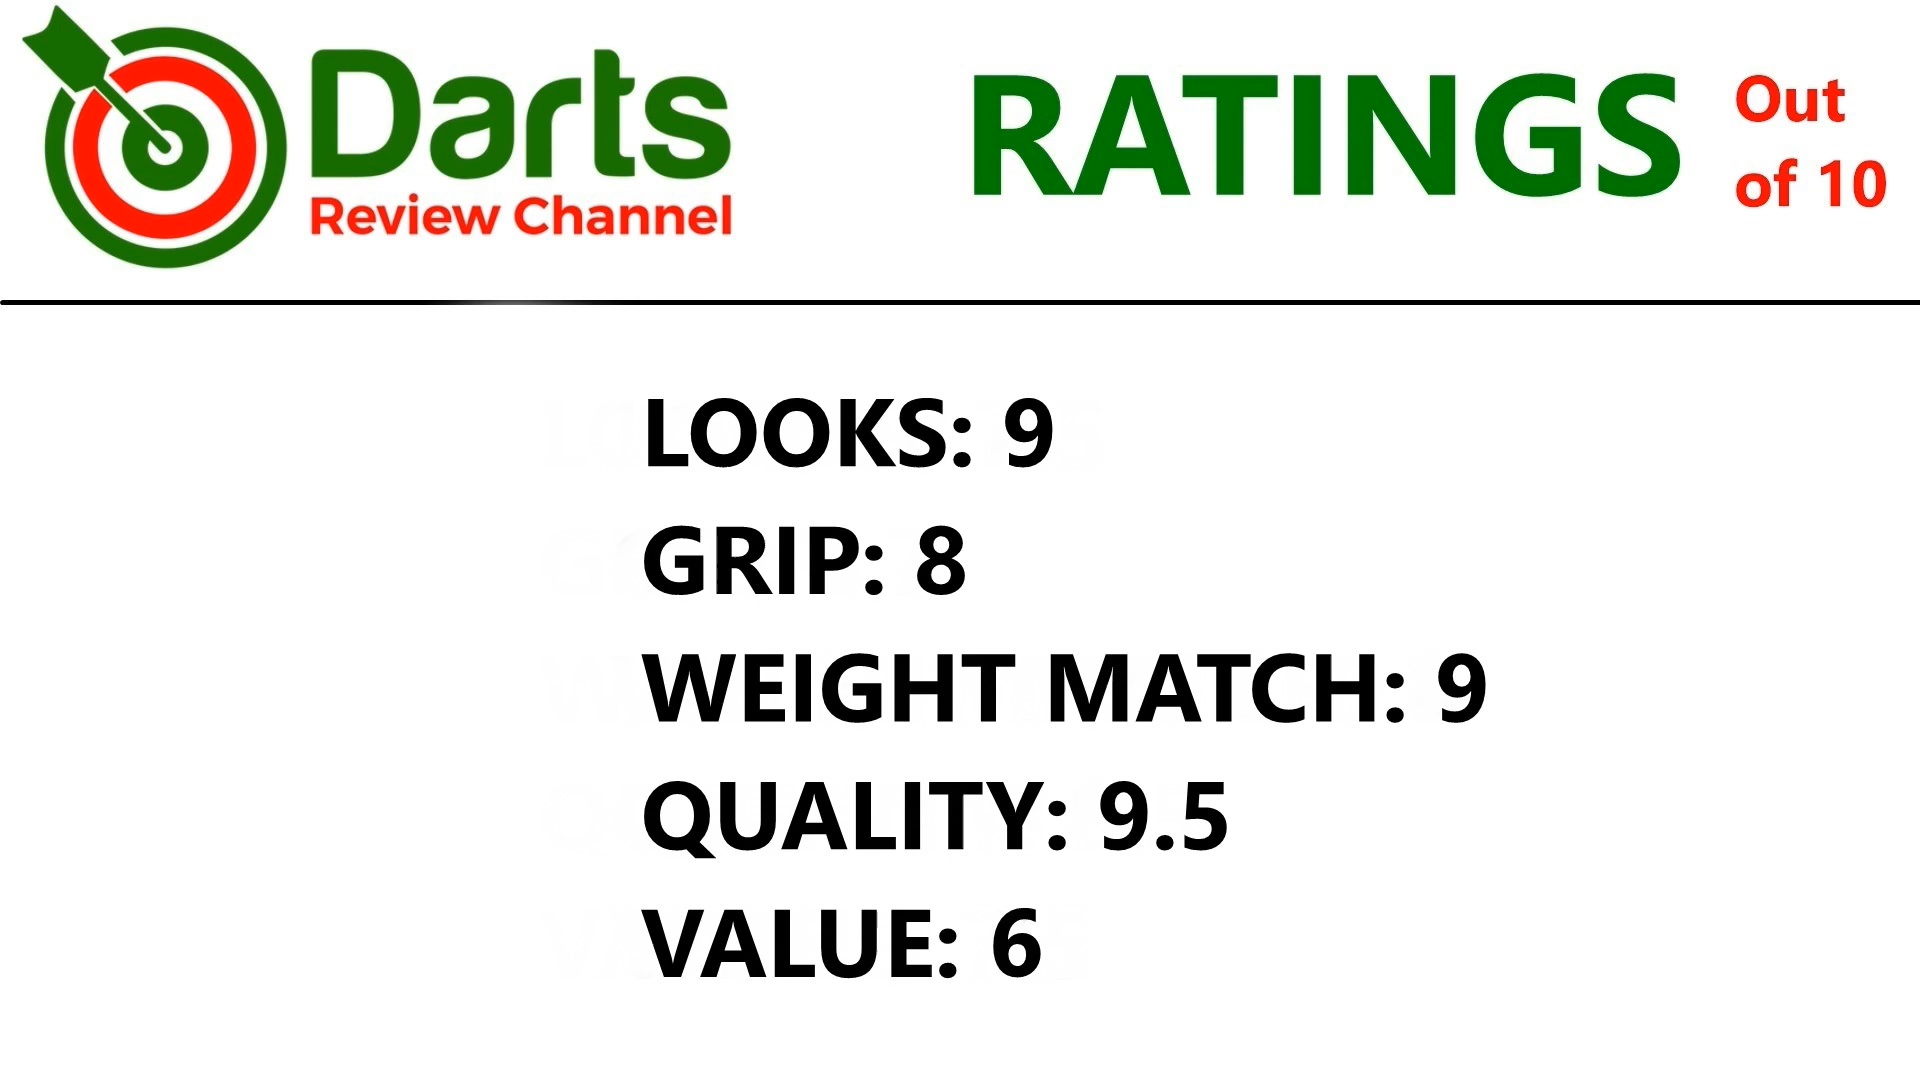 Darts
Review Channel
RATINGS
Out
of 10
LOOKS: 9
GRIP: 8
WEIGHT MATCH: 9
QUALITY: 9.5
VALUE: 6